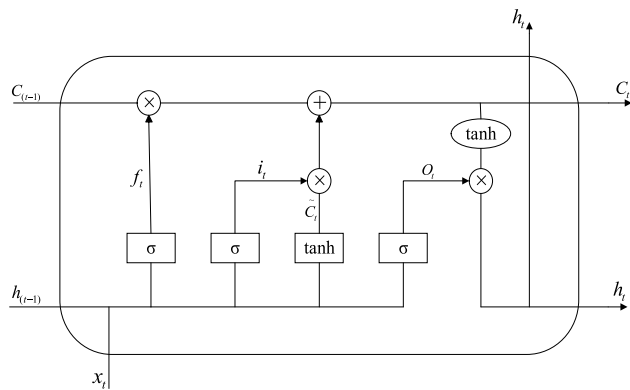 h_t
C_(t-1)
×
+
C_t
tanh
f_t
i_t
×
O_t
×
C̃_t
σ
σ
tanh
σ
h_(t-1)
h_t
x_t